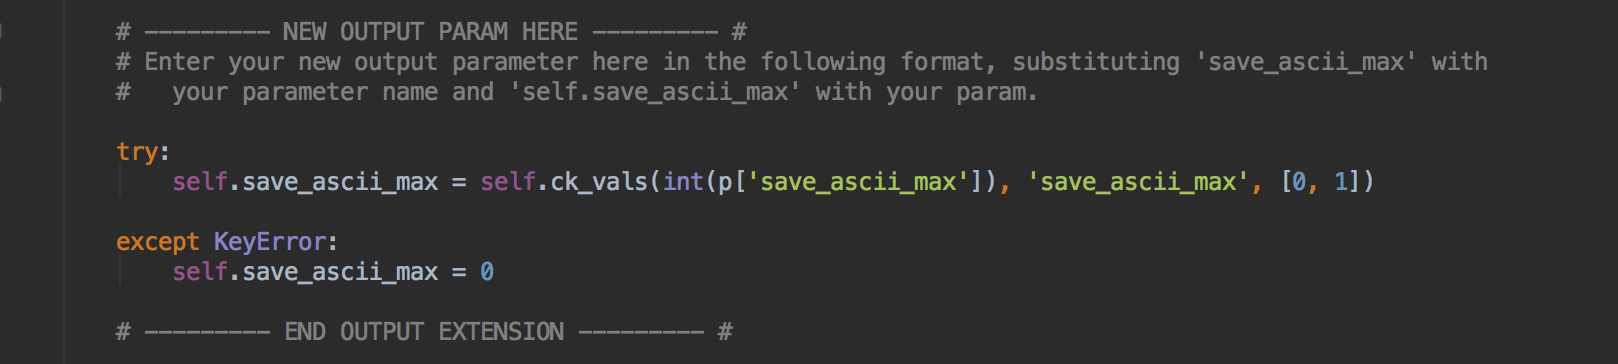 # ————————— NEW OUTPUT PARAM HERE ————————— #
# Enter your new output parameter here in the following format, substituting 'save_ascii_max' with
#   your parameter name and 'self.save_ascii_max' with your param.
try:
    self.save_ascii_max = self.ck_vals(int(p['save_ascii_max']), 'save_ascii_max', [0, 1])
except KeyError:
    self.save_ascii_max = 0
# ————————— END OUTPUT EXTENSION ————————— #